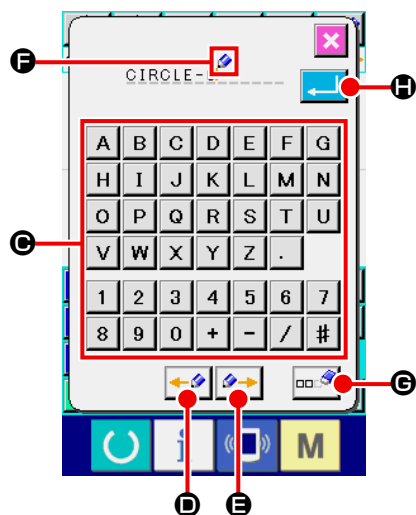 F
CIRCLE-
H
A B C D E F G
H I J K L M N
O P Q R S T U
C
V W X Y Z .
1 2 3 4 5 6 7
8 9 0 + - / #
G
i M
D E